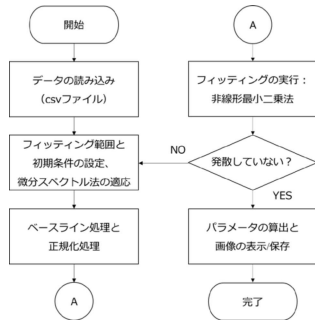 開始
データの読み込み
（csvファイル）
フィッティング範囲と
初期条件の設定、
微分スペクトル法の適応
ベースライン処理と
正規化処理
A
A
フィッティングの実行：
非線形最小二乗法
発散していない？
NO
YES
パラメータの算出と
画像の表示/保存
完了